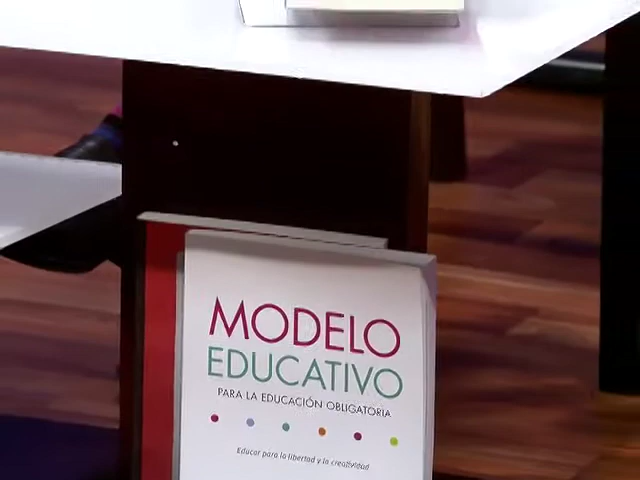 MODELO
EDUCATIVO
PARA LA EDUCACIÓN OBLIGATORIA
Educar para la libertad y la creatividad